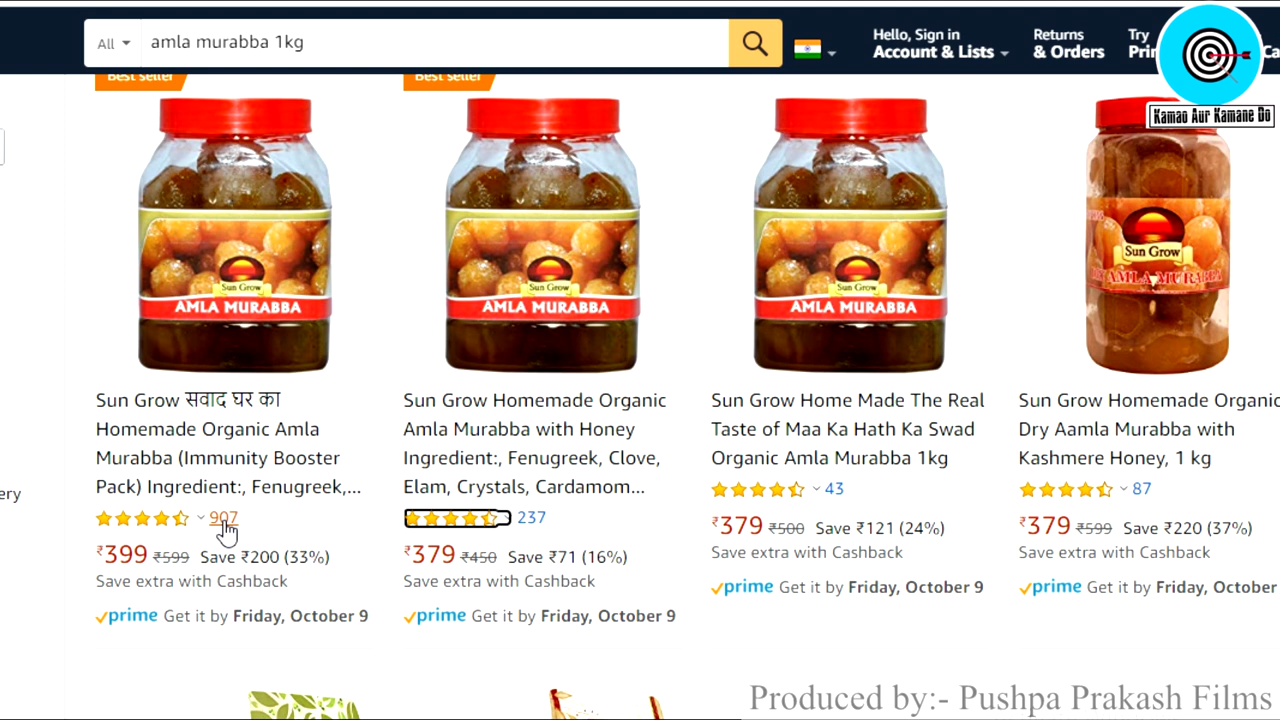 All
amla murabba 1kg
Hello, Sign in
Account & Lists
Returns
& Orders
Try
Kamao Aur Kamane Do
Best seller
Best seller
Sun Grow
AMLA MURABBA
Sun Grow
AMLA MURABBA
Sun Grow
AMLA MURABBA
Sun Grow
DRY AMLA MURABBA
Sun Grow सवाद घर का
Homemade Organic Amla
Murabba (Immunity Booster
Pack) Ingredient:, Fenugreek,...
907
₹399 ₹599 Save ₹200 (33%)
Save extra with Cashback
prime Get it by Friday, October 9
Sun Grow Homemade Organic
Amla Murabba with Honey
Ingredient:, Fenugreek, Clove,
Elam, Crystals, Cardamom...
237
₹379 ₹450 Save ₹71 (16%)
Save extra with Cashback
prime Get it by Friday, October 9
Sun Grow Home Made The Real
Taste of Maa Ka Hath Ka Swad
Organic Amla Murabba 1kg
43
₹379 ₹500 Save ₹121 (24%)
Save extra with Cashback
prime Get it by Friday, October 9
Sun Grow Homemade Organic
Dry Aamla Murabba with
Kashmere Honey, 1 kg
87
₹379 ₹599 Save ₹220 (37%)
Save extra with Cashback
prime Get it by Friday, October
Produced by:- Pushpa Prakash Films